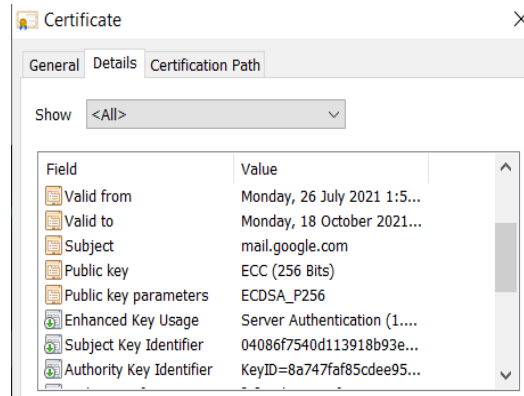 Certificate
General Details Certification Path
Show <All>
Field Value
Valid from Monday, 26 July 2021 1:5...
Valid to Monday, 18 October 2021...
Subject mail.google.com
Public key ECC (256 Bits)
Public key parameters ECDSA_P256
Enhanced Key Usage Server Authentication (1....
Subject Key Identifier 04086f7540d113918b93e...
Authority Key Identifier KeyID=8a747faf85cdee95...